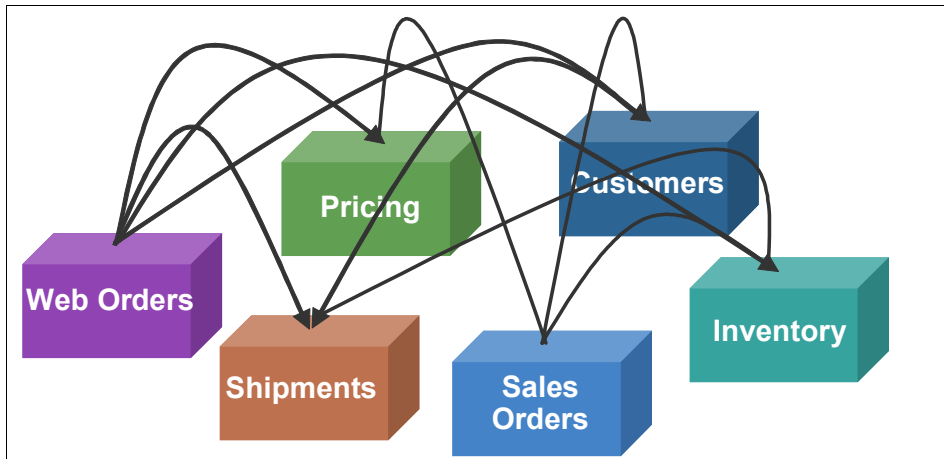 Pricing
Customers
Web Orders
Shipments
Sales
Orders
Inventory